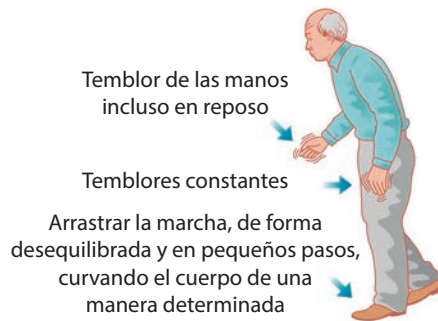 Temblor de las manos
incluso en reposo
Temblores constantes
Arrastrar la marcha, de forma
desequilibrada y en pequeños pasos,
curvando el cuerpo de una
manera determinada